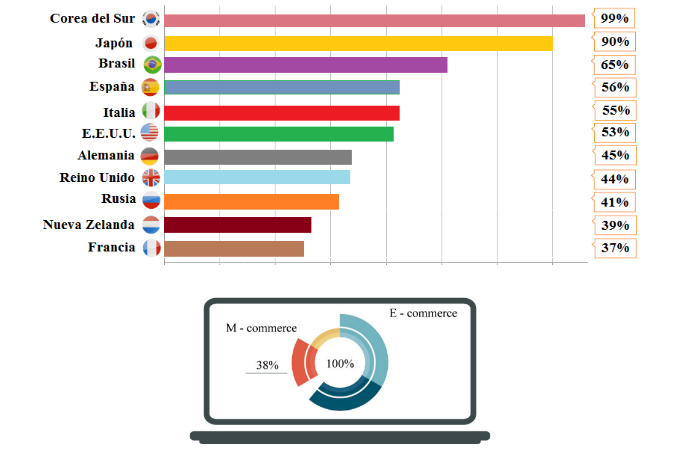 Corea del Sur 99%
Japón 90%
Brasil 65%
España 56%
Italia 55%
E.E.U.U. 53%
Alemania 45%
Reino Unido 44%
Rusia 41%
Nueva Zelanda 39%
Francia 37%
E - commerce
M - commerce
38%
100%